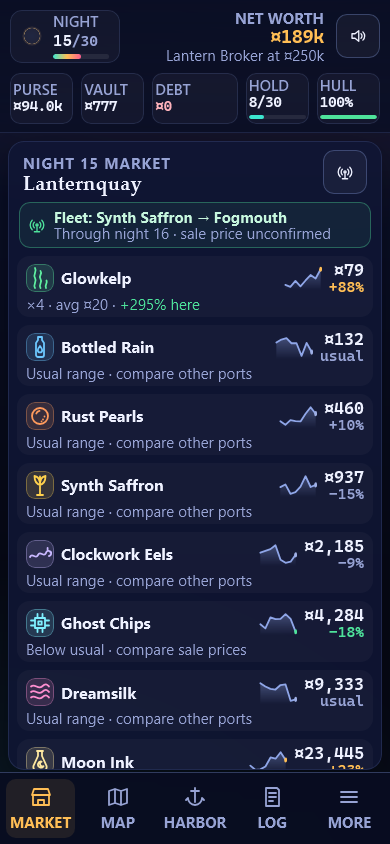 NIGHT
15/30
NET WORTH
¤189k
Lantern Broker at ¤250k
PURSE
¤94.0k
VAULT
¤777
DEBT
¤0
HOLD
8/30
HULL
100%
NIGHT 15 MARKET
Lanternquay
Fleet: Synth Saffron → Fogmouth
Through night 16 · sale price unconfirmed
Glowkelp
¤79
+88%
×4 · avg ¤20 · +295% here
Bottled Rain
¤132
usual
Usual range · compare other ports
Rust Pearls
¤460
+10%
Usual range · compare other ports
Synth Saffron
¤937
−15%
Usual range · compare other ports
Clockwork Eels
¤2,185
−9%
Usual range · compare other ports
Ghost Chips
¤4,284
−18%
Below usual · compare sale prices
Dreamsilk
¤9,333
usual
Usual range · compare other ports
Moon Ink
¤23,445
MARKET
MAP
HARBOR
LOG
MORE